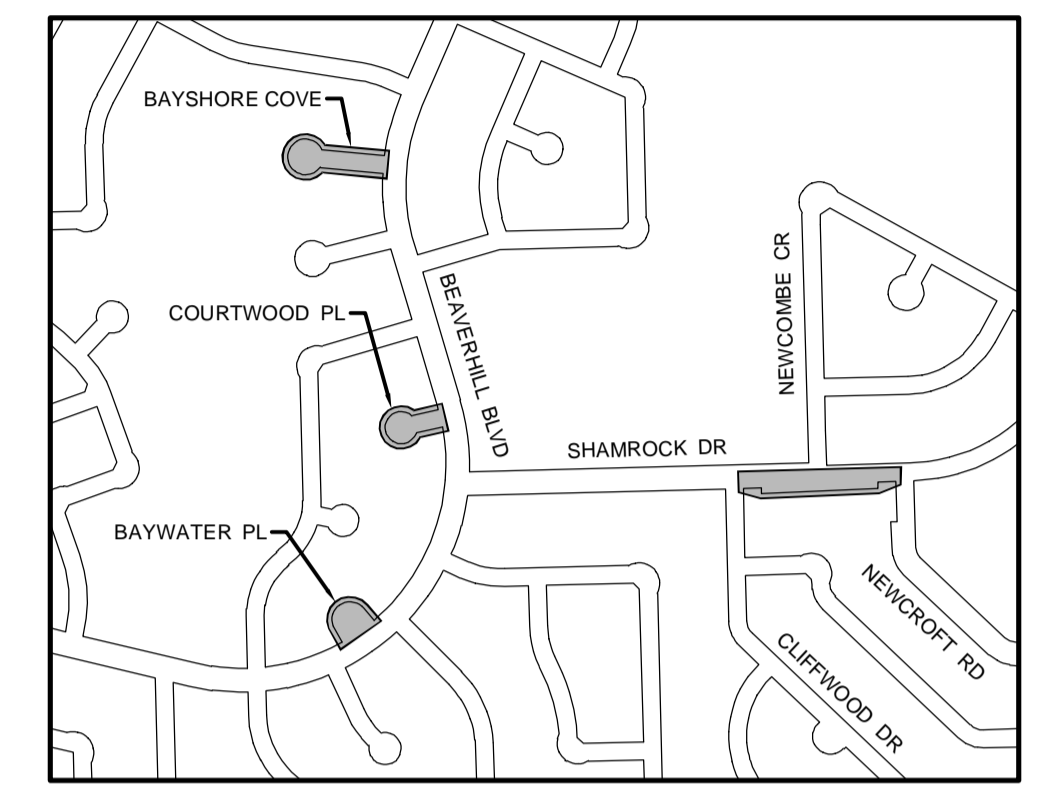 BAYSHORE COVE
COURTWOOD PL
BEAVERHILL BLVD
NEWCOMBE CR
SHAMROCK DR
BAYWATER PL
NEWCROFT RD
CLIFFWOOD DR